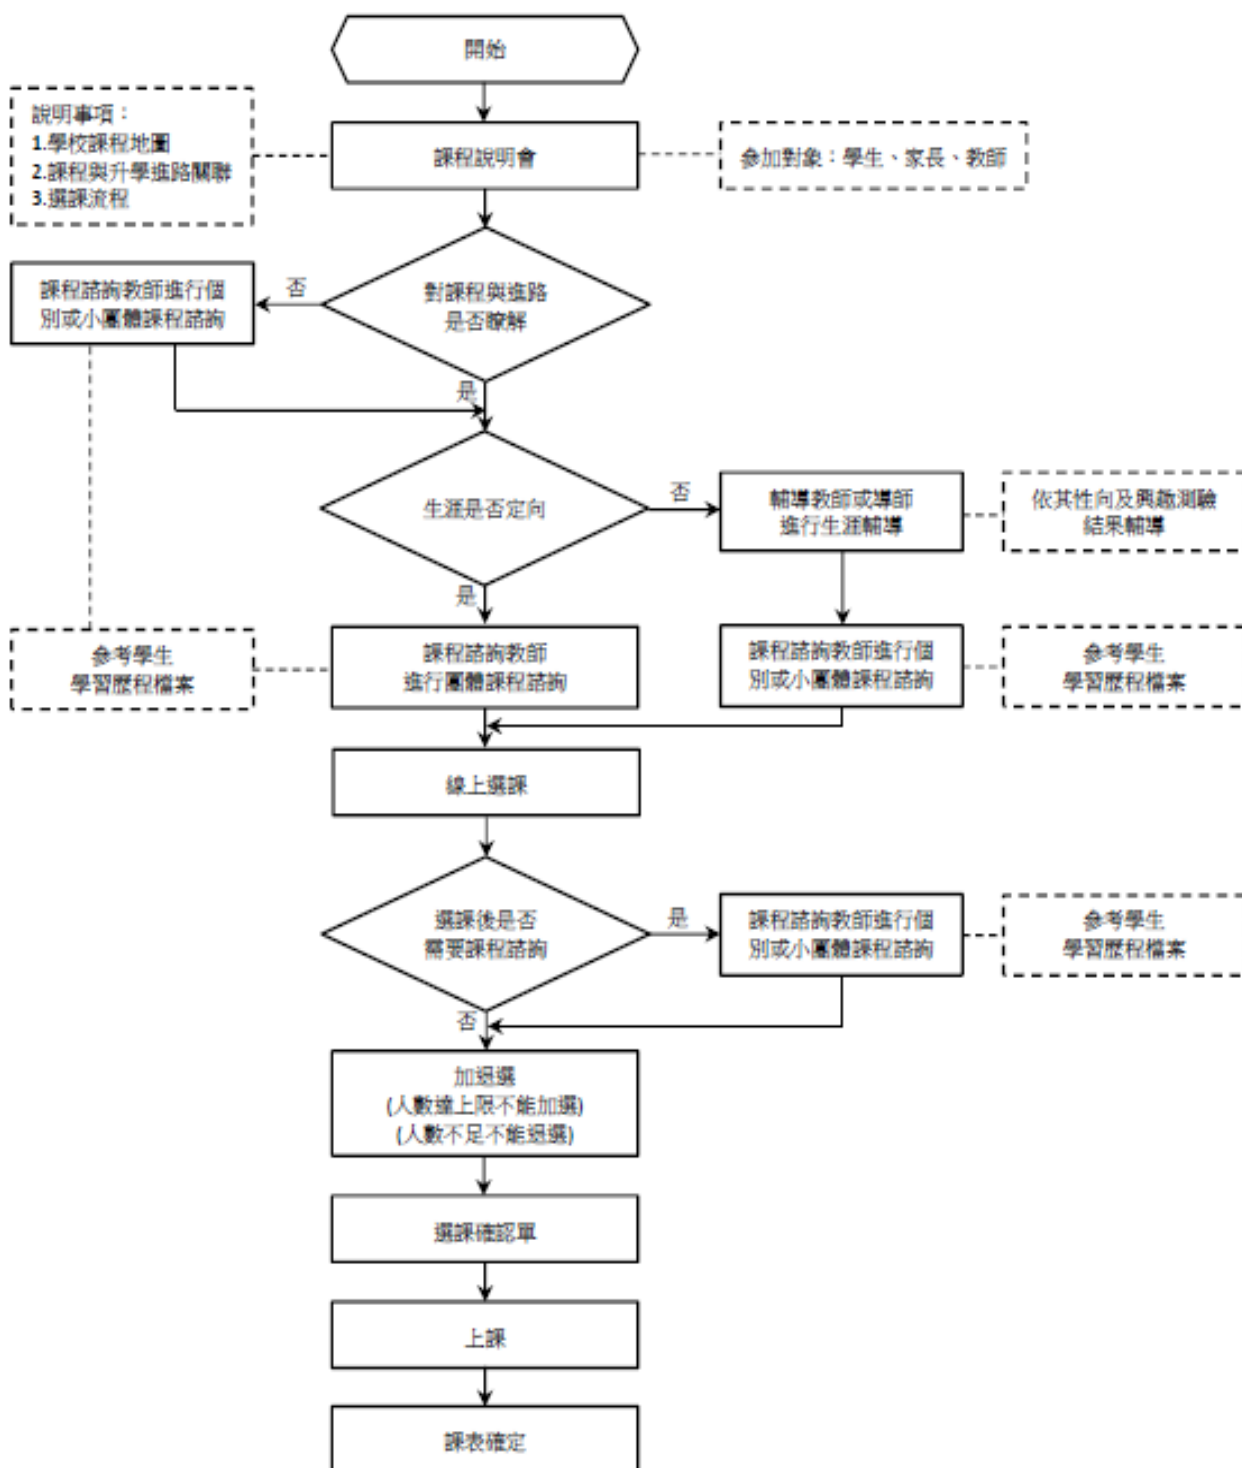 開始
說明事項：
1.學校課程地圖
2.課程與升學進路關聯
3.選課流程
課程說明會
參加對象：學生、家長、教師
課程諮詢教師進行個
別或小團體課程諮詢
否
對課程與進路
是否瞭解
是
生涯是否定向
否
輔導教師或導師
進行生涯輔導
依其性向及興趣測驗
結果輔導
是
參考學生
學習歷程檔案
課程諮詢教師
進行團體課程諮詢
課程諮詢教師進行個
別或小團體課程諮詢
參考學生
學習歷程檔案
線上選課
選課後是否
需要課程諮詢
是
課程諮詢教師進行個
別或小團體課程諮詢
參考學生
學習歷程檔案
否
加退選
(人數達上限不能加選)
(人數不足不能退選)
選課確認單
上課
課表確定